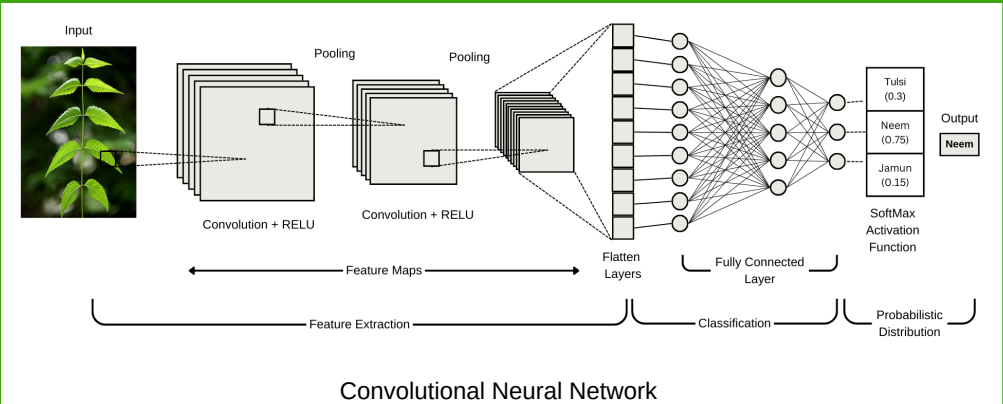 Input
Pooling
Pooling
Convolution + RELU
Convolution + RELU
Feature Maps
Flatten
Layers
Fully Connected
Layer
Tulsi
(0.3)
Neem
(0.75)
Jamun
(0.15)
SoftMax
Activation
Function
Output
Neem
Feature Extraction
Classification
Probabilistic
Distribution
Convolutional Neural Network